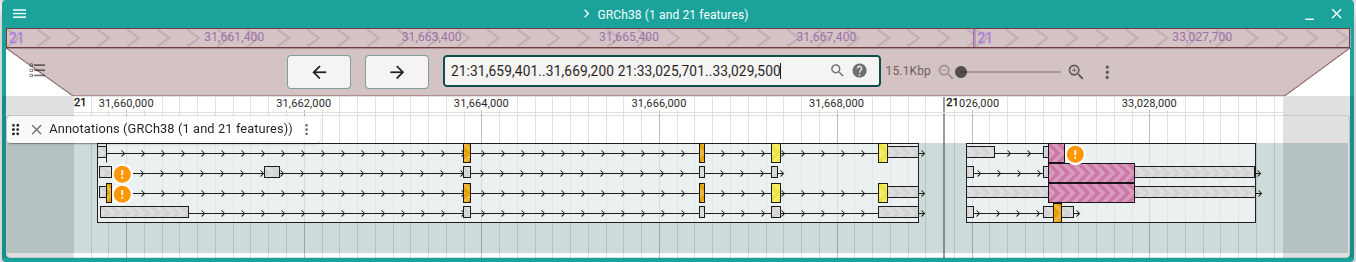 GRCh38 (1 and 21 features)
21 31,661,400 31,663,400 31,665,400 31,667,400 21 33,027,700
21:31,659,401..31,669,200 21:33,025,701..33,029,500 15.1Kbp
21 31,660,000 31,662,000 31,664,000 31,666,000 31,668,000 21 026,000 33,028,000
Annotations (GRCh38 (1 and 21 features))